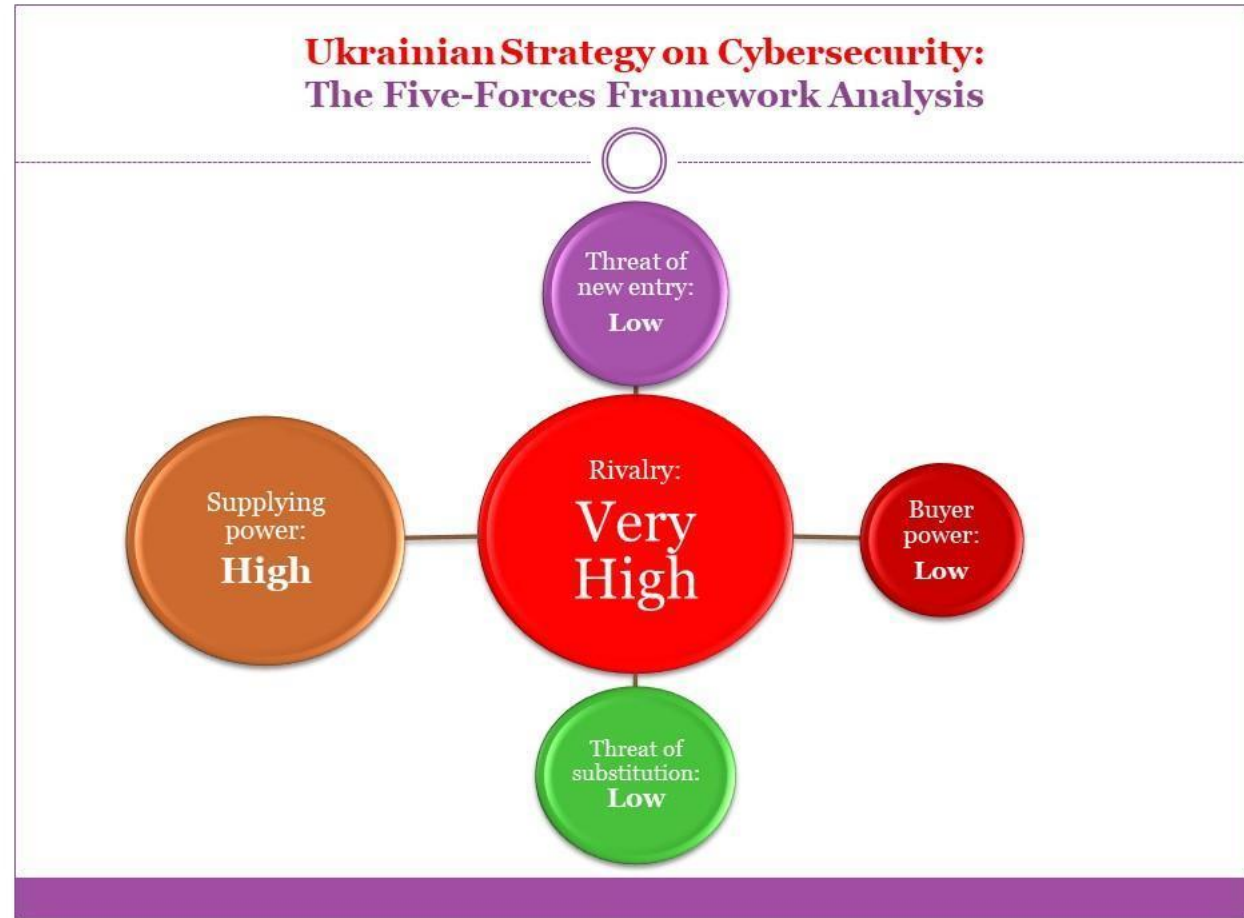 Ukrainian Strategy on Cybersecurity:
The Five-Forces Framework Analysis
Threat of
new entry:
Low
Supplying
power:
High
Rivalry:
Very
High
Buyer
power:
Low
Threat of
substitution:
Low